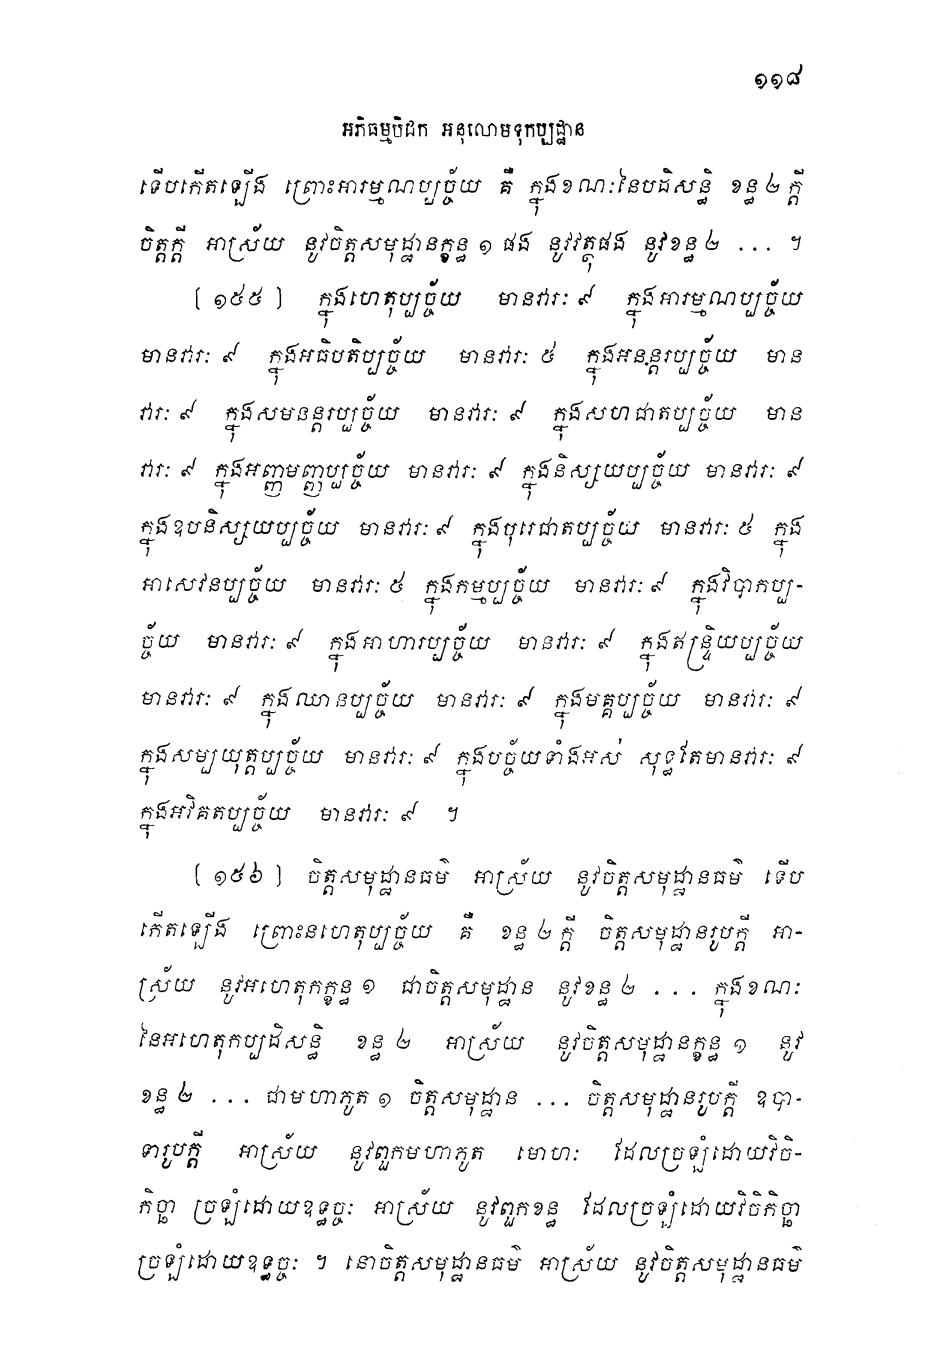 ១១៨
អភិធម្មបិដក អនុលោមទុកប្បដ្ឋាន
ទើបកើតឡើង ព្រោះអារម្មណប្បច្ច័យ គឺ ក្នុងខណៈនៃបដិសន្ធិ ខន្ធ ២ ក្តី
ចិត្តក្តី អាស្រ័យ នូវចិត្តសមុដ្ឋានក្ខន្ធ ១ ផង នូវវត្ថុផង នូវខន្ធ ២ ... ។
[ ១៥៥ ] ក្នុងហេតុប្បច្ច័យ មានវារៈ ៩ ក្នុងអារម្មណប្បច្ច័យ
មានវារៈ ៩ ក្នុងអធិបតិប្បច្ច័យ មានវារៈ ៥ ក្នុងអនន្តរប្បច្ច័យ មាន
វារៈ ៩ ក្នុងសមនន្តរប្បច្ច័យ មានវារៈ ៩ ក្នុងសហជាតប្បច្ច័យ មាន
វារៈ ៩ ក្នុងអញ្ញមញ្ញប្បច្ច័យ មានវារៈ ៩ ក្នុងនិស្សយប្បច្ច័យ មានវារៈ ៩
ក្នុងឧបនិស្សយប្បច្ច័យ មានវារៈ ៩ ក្នុងបុរេជាតប្បច្ច័យ មានវារៈ ៥ ក្នុង
អាសេវនប្បច្ច័យ មានវារៈ ៥ ក្នុងកម្មប្បច្ច័យ មានវារៈ ៩ ក្នុងវិបាកប្ប-
ច្ច័យ មានវារៈ ៩ ក្នុងអាហារប្បច្ច័យ មានវារៈ ៩ ក្នុងឥន្ទ្រិយប្បច្ច័យ
មានវារៈ ៩ ក្នុងឈានប្បច្ច័យ មានវារៈ ៩ ក្នុងមគ្គប្បច្ច័យ មានវារៈ ៩
ក្នុងសម្បយុត្តប្បច្ច័យ មានវារៈ ៩ ក្នុងបច្ច័យទាំងអស់ សុទ្ធតែមានវារៈ ៩
ក្នុងអវិគតប្បច្ច័យ មានវារៈ ៩ ។
[ ១៥៦ ] ចិត្តសមុដ្ឋានធម៌ អាស្រ័យ នូវចិត្តសមុដ្ឋានធម៌ ទើប
កើតឡើង ព្រោះនហេតុប្បច្ច័យ គឺ ខន្ធ ២ ក្តី ចិត្តសមុដ្ឋានរូបក្តី អា-
ស្រ័យ នូវអហេតុកក្ខន្ធ ១ ជាចិត្តសមុដ្ឋាន នូវខន្ធ ២ ... ក្នុងខណៈ
នៃអហេតុកប្បដិសន្ធិ ខន្ធ ២ អាស្រ័យ នូវចិត្តសមុដ្ឋានក្ខន្ធ ១ នូវ
ខន្ធ ២ ... ជាមហាភូត ១ ចិត្តសមុដ្ឋាន ... ចិត្តសមុដ្ឋានរូបក្តី ឧបា-
ទារូបក្តី អាស្រ័យ នូវពួកមហាភូត មោហៈ ដែលច្រឡំដោយវិចិ-
កិច្ឆា ច្រឡំដោយឧទ្ធច្ចៈ អាស្រ័យ នូវពួកខន្ធ ដែលច្រឡំដោយវិចិកិច្ឆា
ច្រឡំដោយឧទ្ធច្ចៈ ។ នោចិត្តសមុដ្ឋានធម៌ អាស្រ័យ នូវចិត្តសមុដ្ឋានធម៌